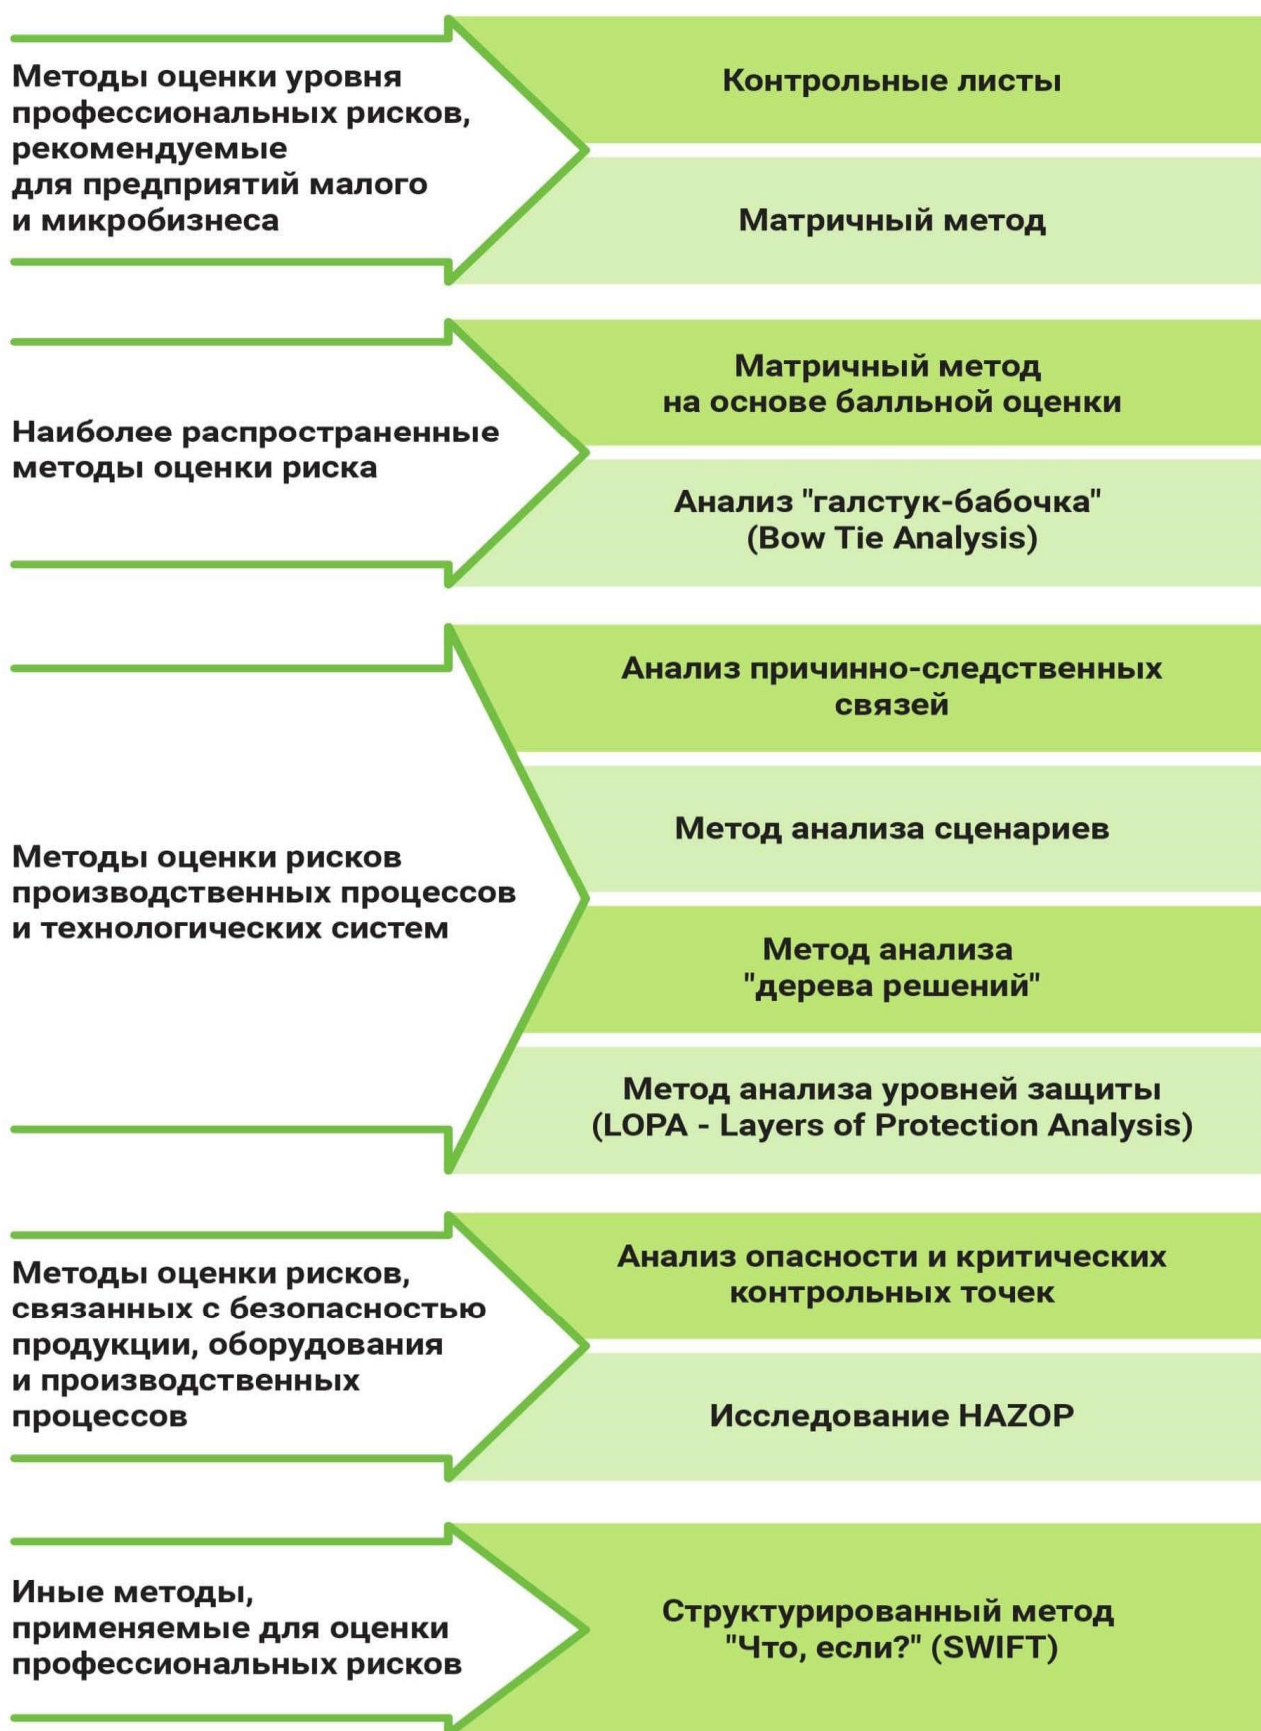 Методы оценки уровня
профессиональных рисков,
рекомендуемые
для предприятий малого
и микробизнеса
Контрольные листы
Матричный метод
Наиболее распространенные
методы оценки риска
Матричный метод
на основе балльной оценки
Анализ "галстук-бабочка"
(Bow Tie Analysis)
Методы оценки рисков
производственных процессов
и технологических систем
Анализ причинно-следственных
связей
Метод анализа сценариев
Метод анализа
"дерева решений"
Метод анализа уровней защиты
(LOPA - Layers of Protection Analysis)
Методы оценки рисков,
связанных с безопасностью
продукции, оборудования
и производственных
процессов
Анализ опасности и критических
контрольных точек
Исследование HAZOP
Иные методы,
применяемые для оценки
профессиональных рисков
Структурированный метод
"Что, если?" (SWIFT)